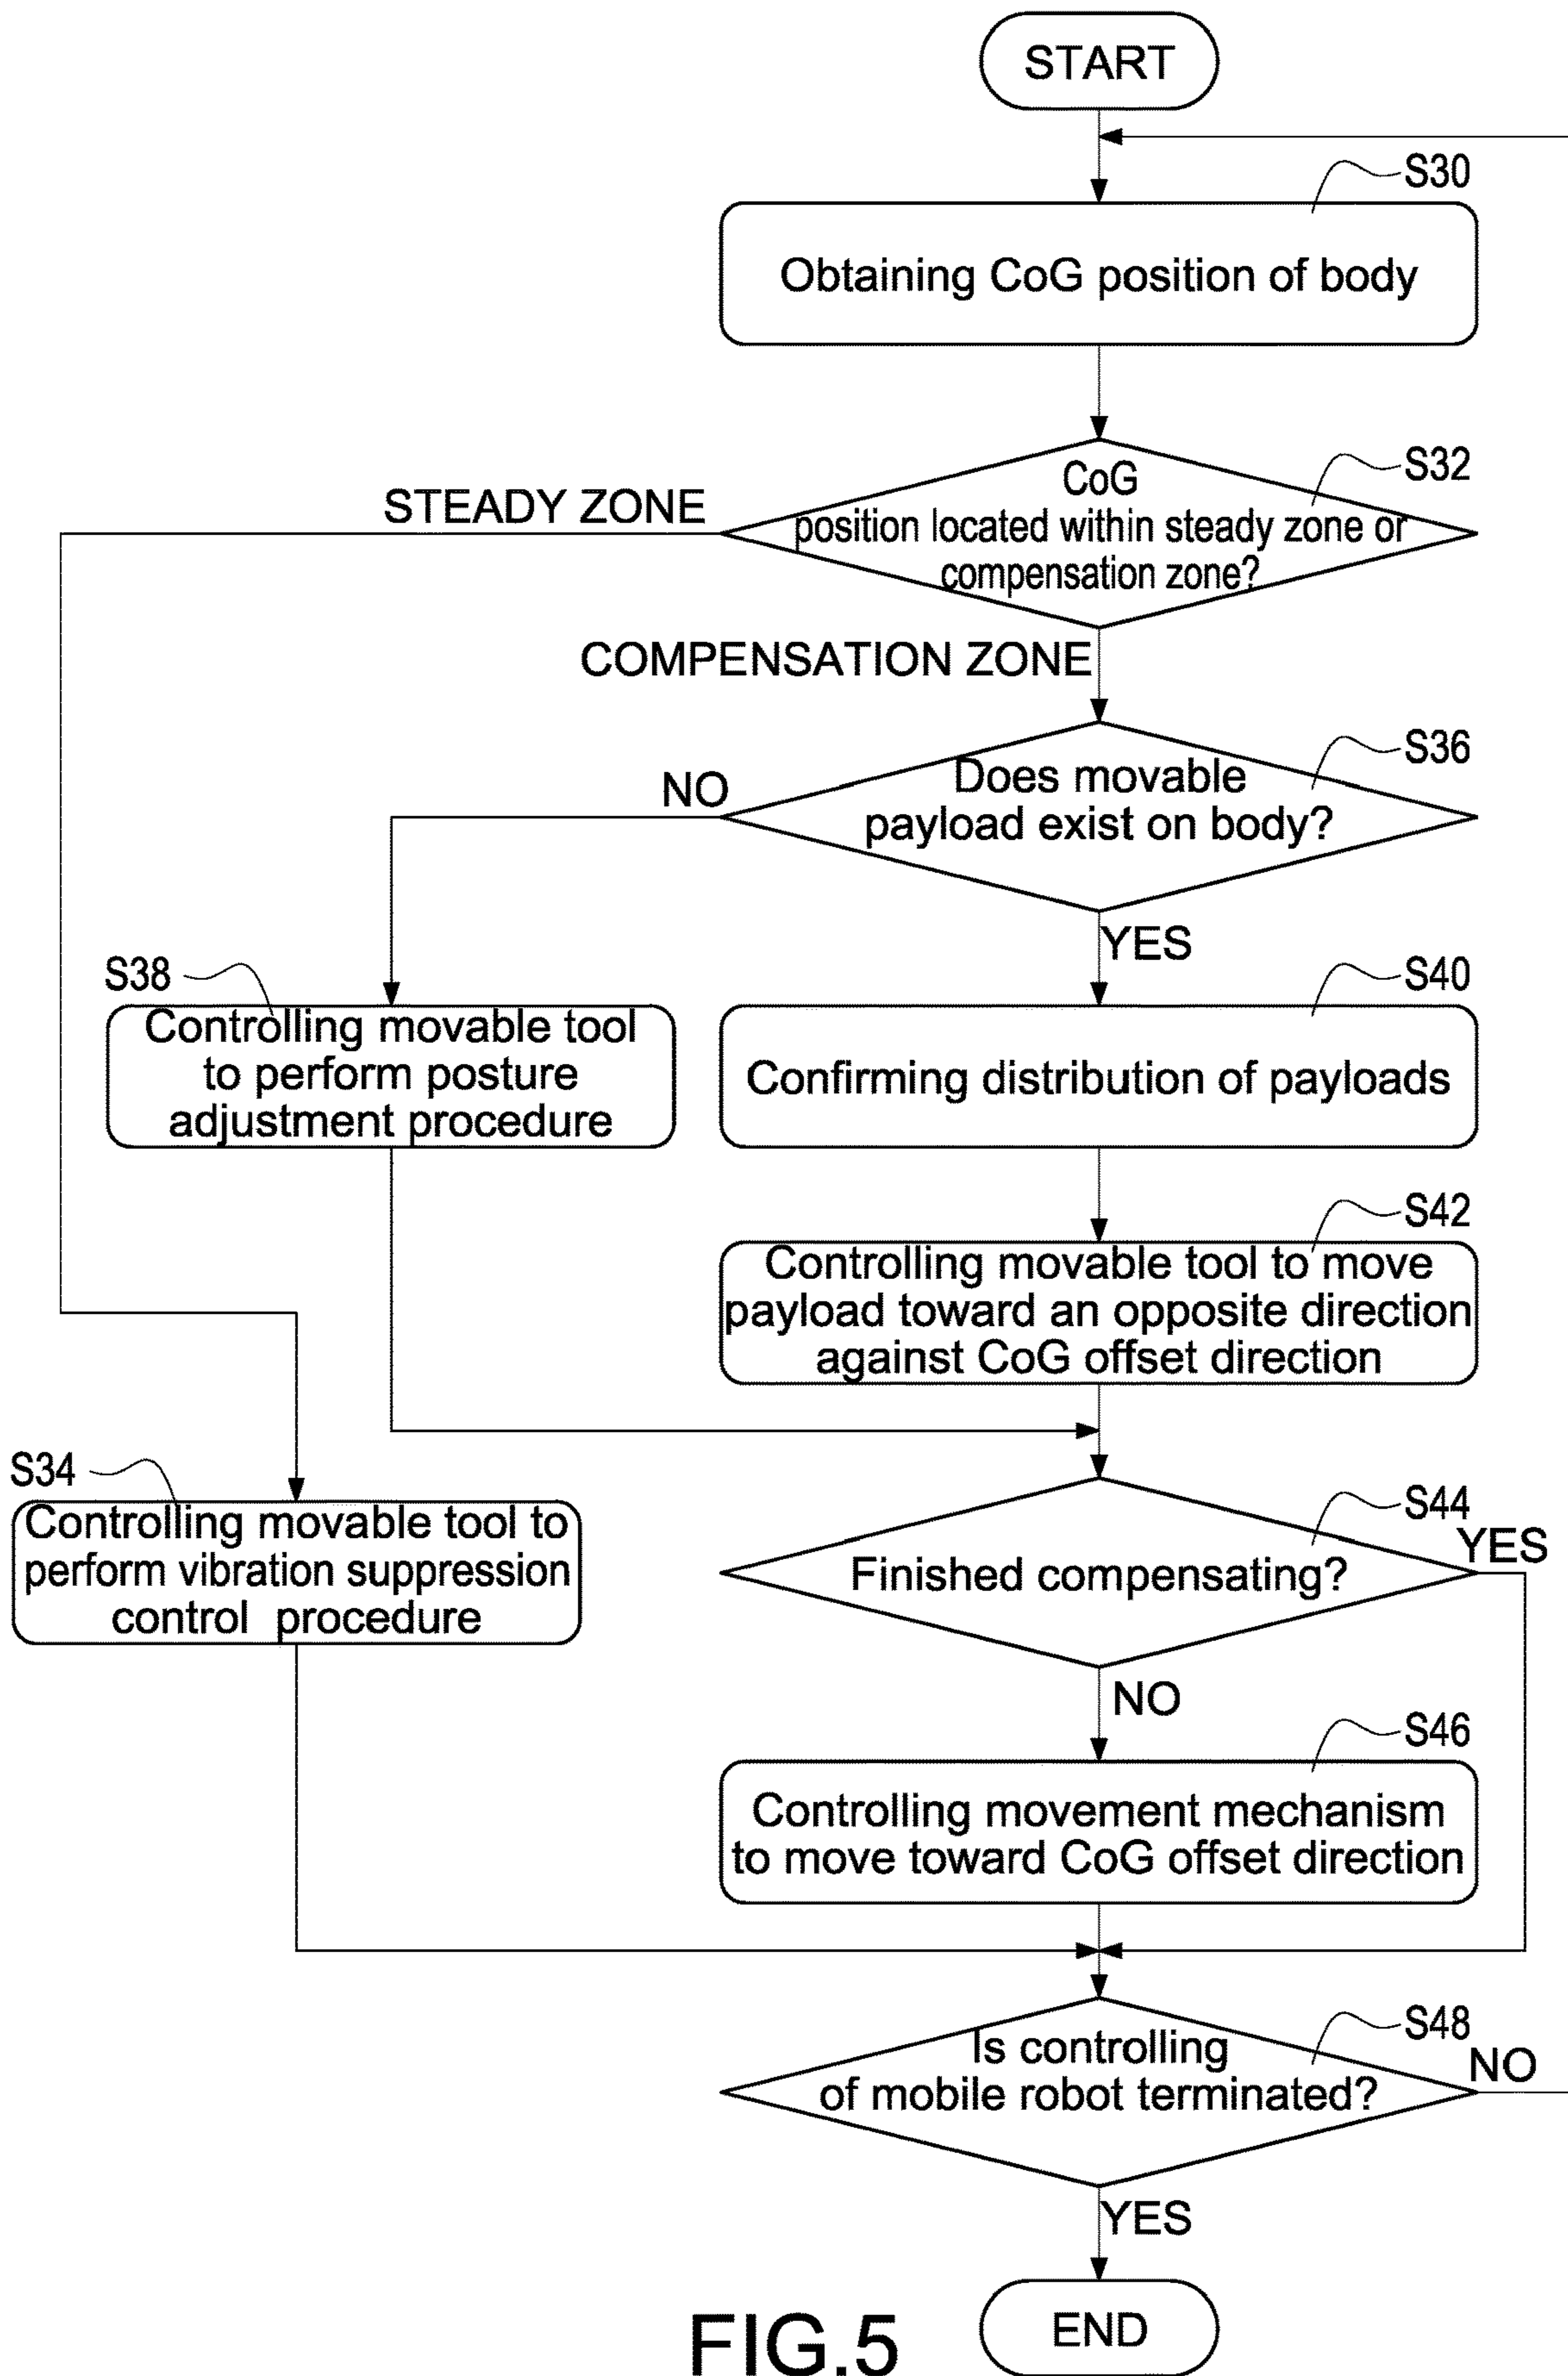 START
S30
Obtaining CoG position of body
S32
CoG
position located within steady zone or
compensation zone?
STEADY ZONE
COMPENSATION ZONE
S36
Does movable
payload exist on body?
NO
YES
S38
Controlling movable tool
to perform posture
adjustment procedure
S40
Confirming distribution of payloads
S42
Controlling movable tool to move
payload toward an opposite direction
against CoG offset direction
S34
Controlling movable tool to
perform vibration suppression
control procedure
S44
Finished compensating?
YES
NO
S46
Controlling movement mechanism
to move toward CoG offset direction
S48
Is controlling
of mobile robot terminated?
NO
YES
END
FIG.5